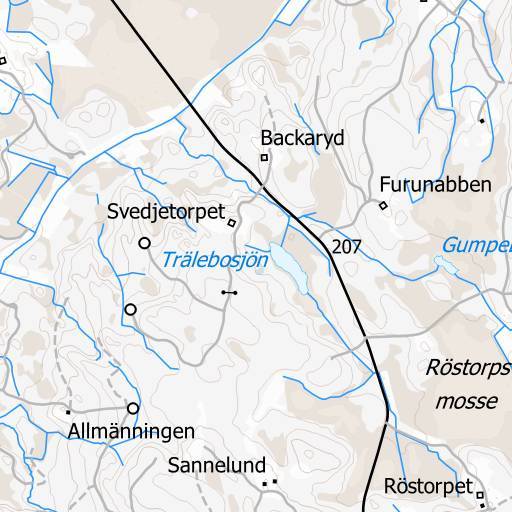 Backaryd
Furunabben
Svedjetorpet
207
Gumpe
Trälebosjön
Röstorps
mosse
Allmänningen
Sannelund
Röstorpet